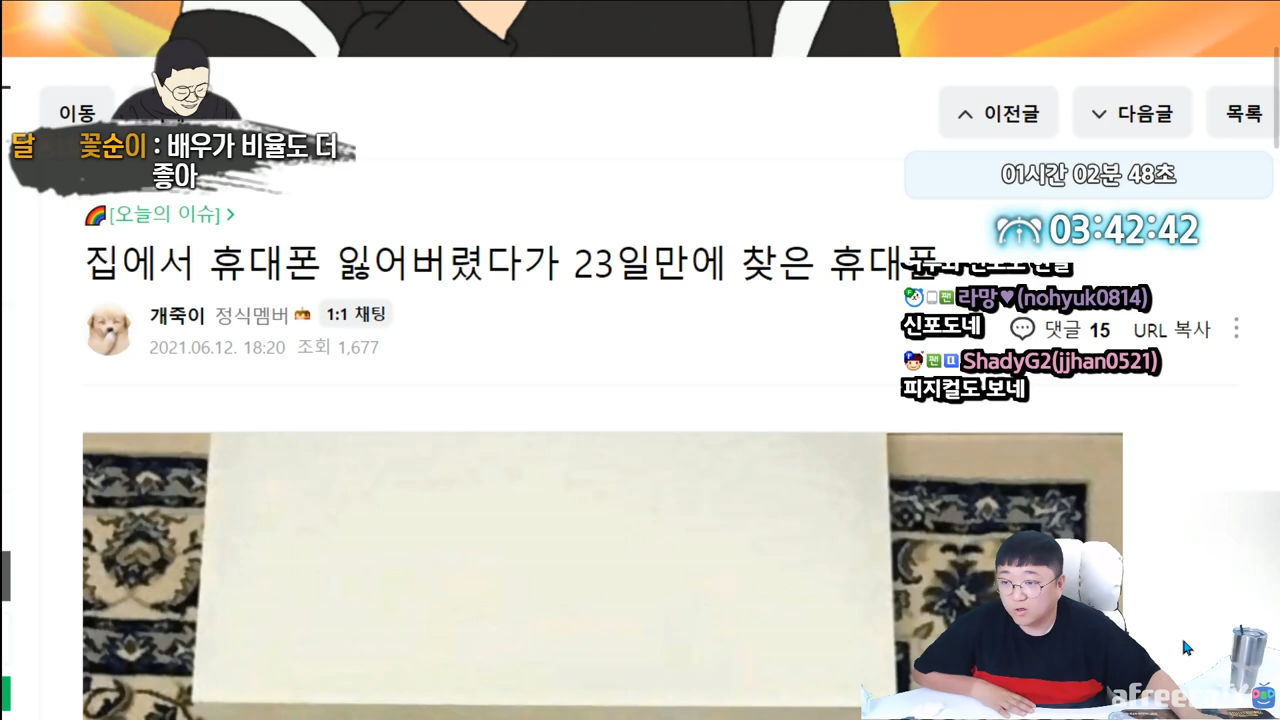 이동
이전글
다음글
목록
달 꽃순이 : 배우가 비율도 더
좋아
01시간 02분 48초
03:42:42
[오늘의 이슈] >
집에서 휴대폰 잃어버렸다가 23일만에 찾은 휴대폰
개죽이 정식멤버 1:1 채팅
2021.06.12. 18:20 조회 1,677
라망♥(nohyuk0814)
신포도네
댓글 15 URL 복사
ShadyG2(jjhan0521)
피지컬도 보네
afreecaTV